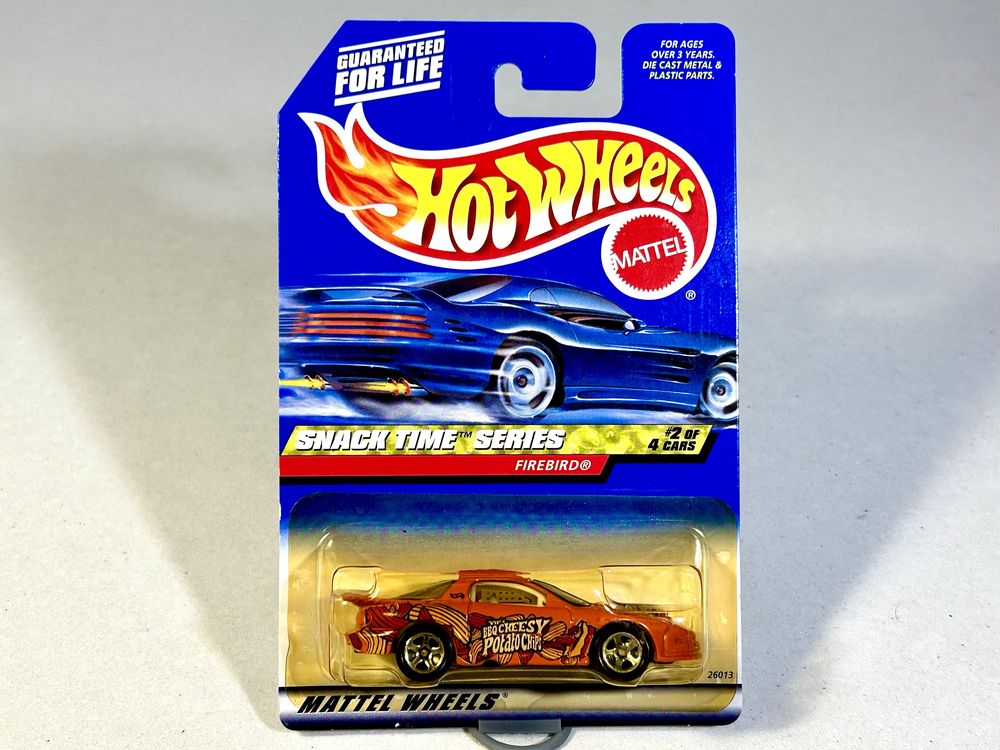 GUARANTEED
FOR LIFE
FOR AGES
OVER 3 YEARS.
DIE CAST METAL &
PLASTIC PARTS.
HOT WHEELS
MATTEL
®
SNACK TIME™ SERIES
#2 OF
4 CARS
FIREBIRD®
BBQ CHEESY
POTATO CHIPS
26013
MATTEL WHEELS®